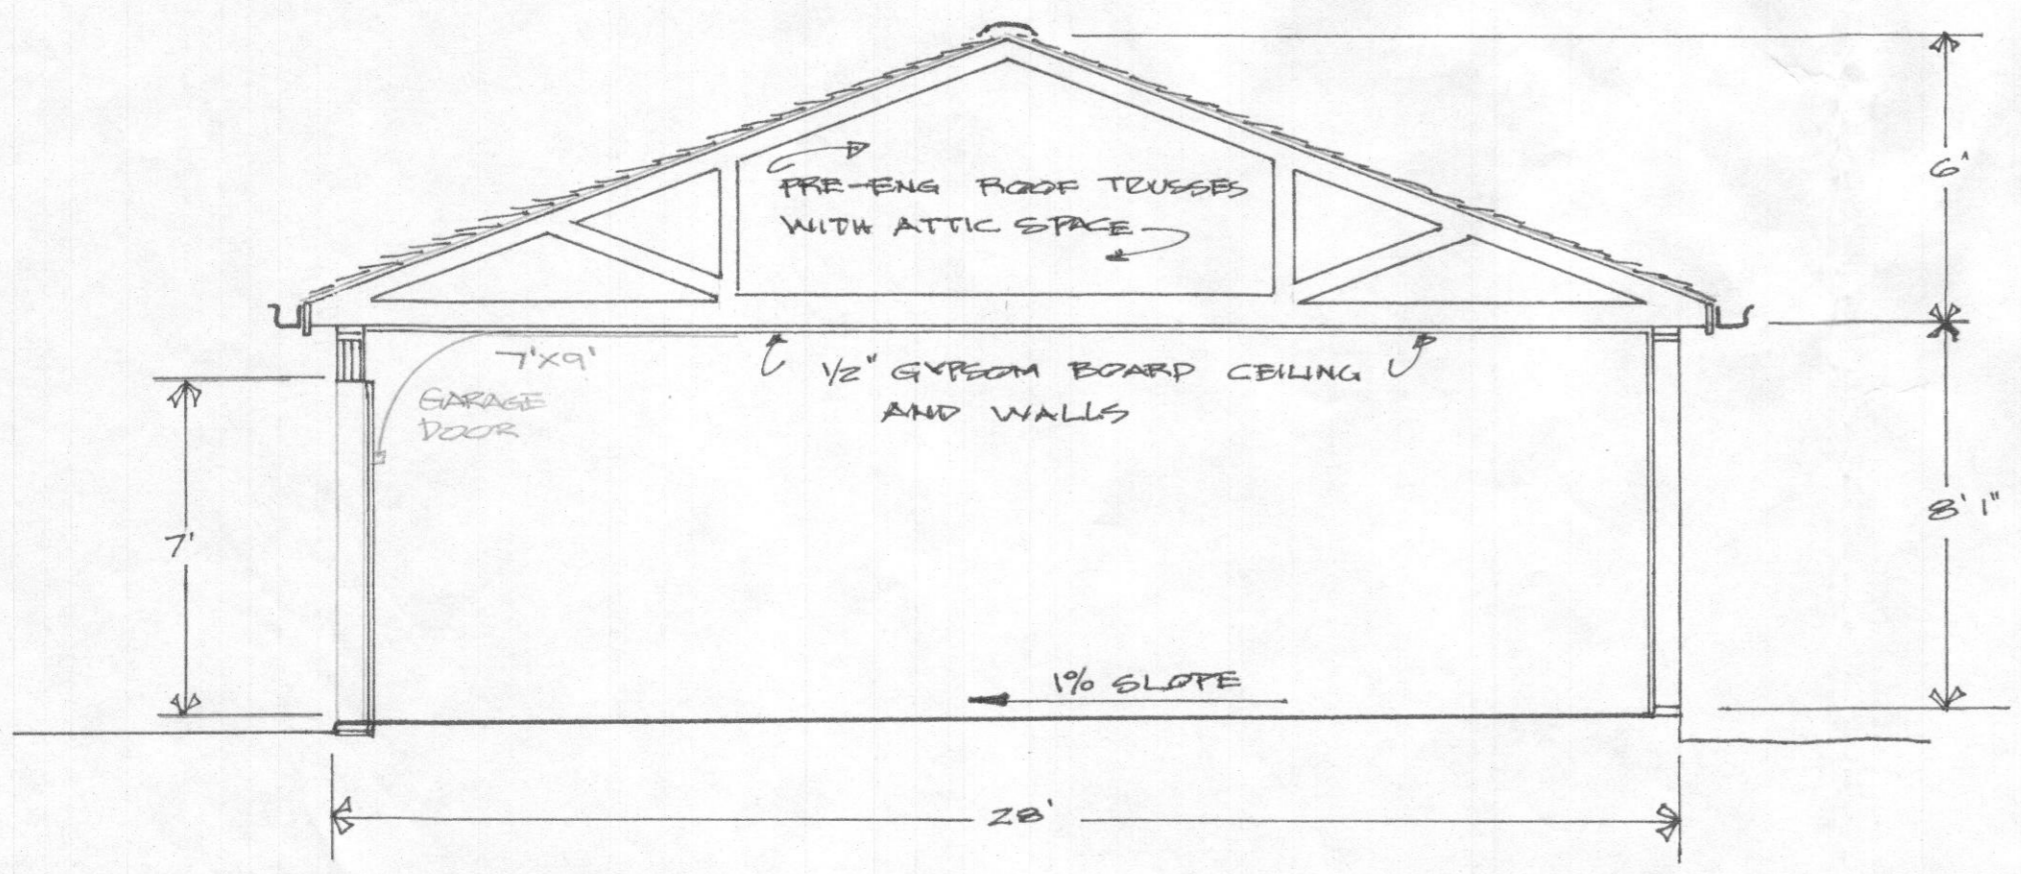 6'
PRE-ENG ROOF TRUSSES
WITH ATTIC SPACE
7'X9'
GARAGE
DOOR
1/2" GYPSOM BOARD CEILING
AND WALLS
8' 1"
7'
1% SLOPE
28'